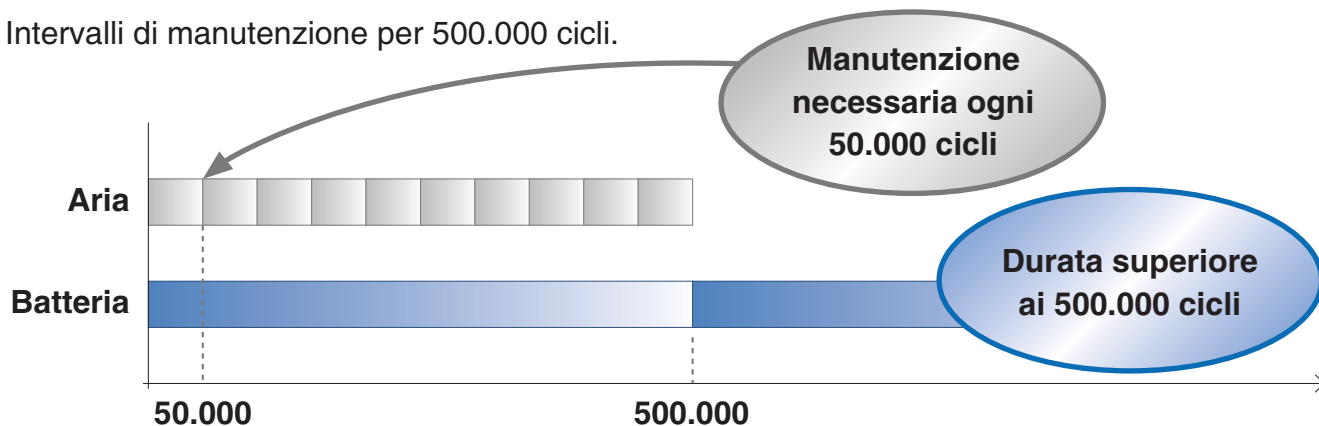 Intervalli di manutenzione per 500.000 cicli.
Manutenzione
necessaria ogni
50.000 cicli
Aria
Durata superiore
ai 500.000 cicli
Batteria
50.000
500.000